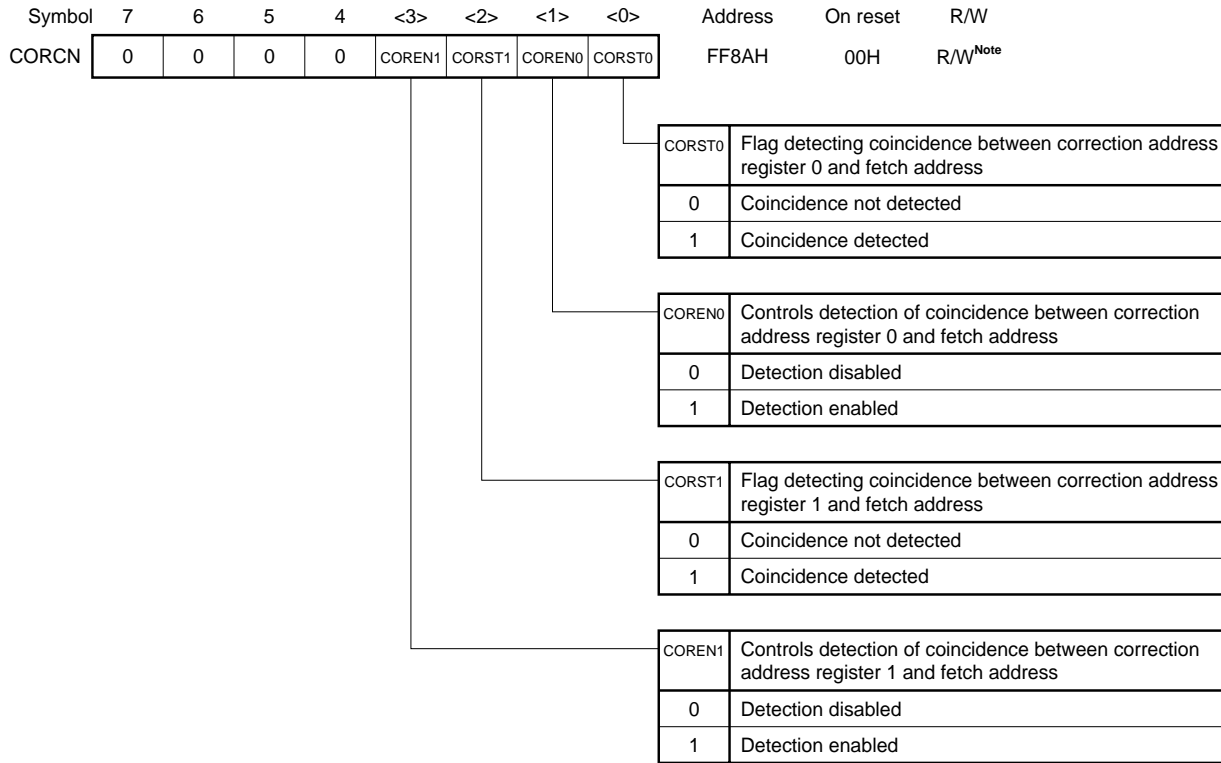 Symbol 7 6 5 4 <3> <2> <1> <0> Address On reset R/W
CORCN 0 0 0 0 COREN1 CORST1 COREN0 CORST0 FF8AH 00H R/WNote
CORST0 Flag detecting coincidence between correction address
register 0 and fetch address
0 Coincidence not detected
1 Coincidence detected
COREN0 Controls detection of coincidence between correction
address register 0 and fetch address
0 Detection disabled
1 Detection enabled
CORST1 Flag detecting coincidence between correction address
register 1 and fetch address
0 Coincidence not detected
1 Coincidence detected
COREN1 Controls detection of coincidence between correction
address register 1 and fetch address
0 Detection disabled
1 Detection enabled